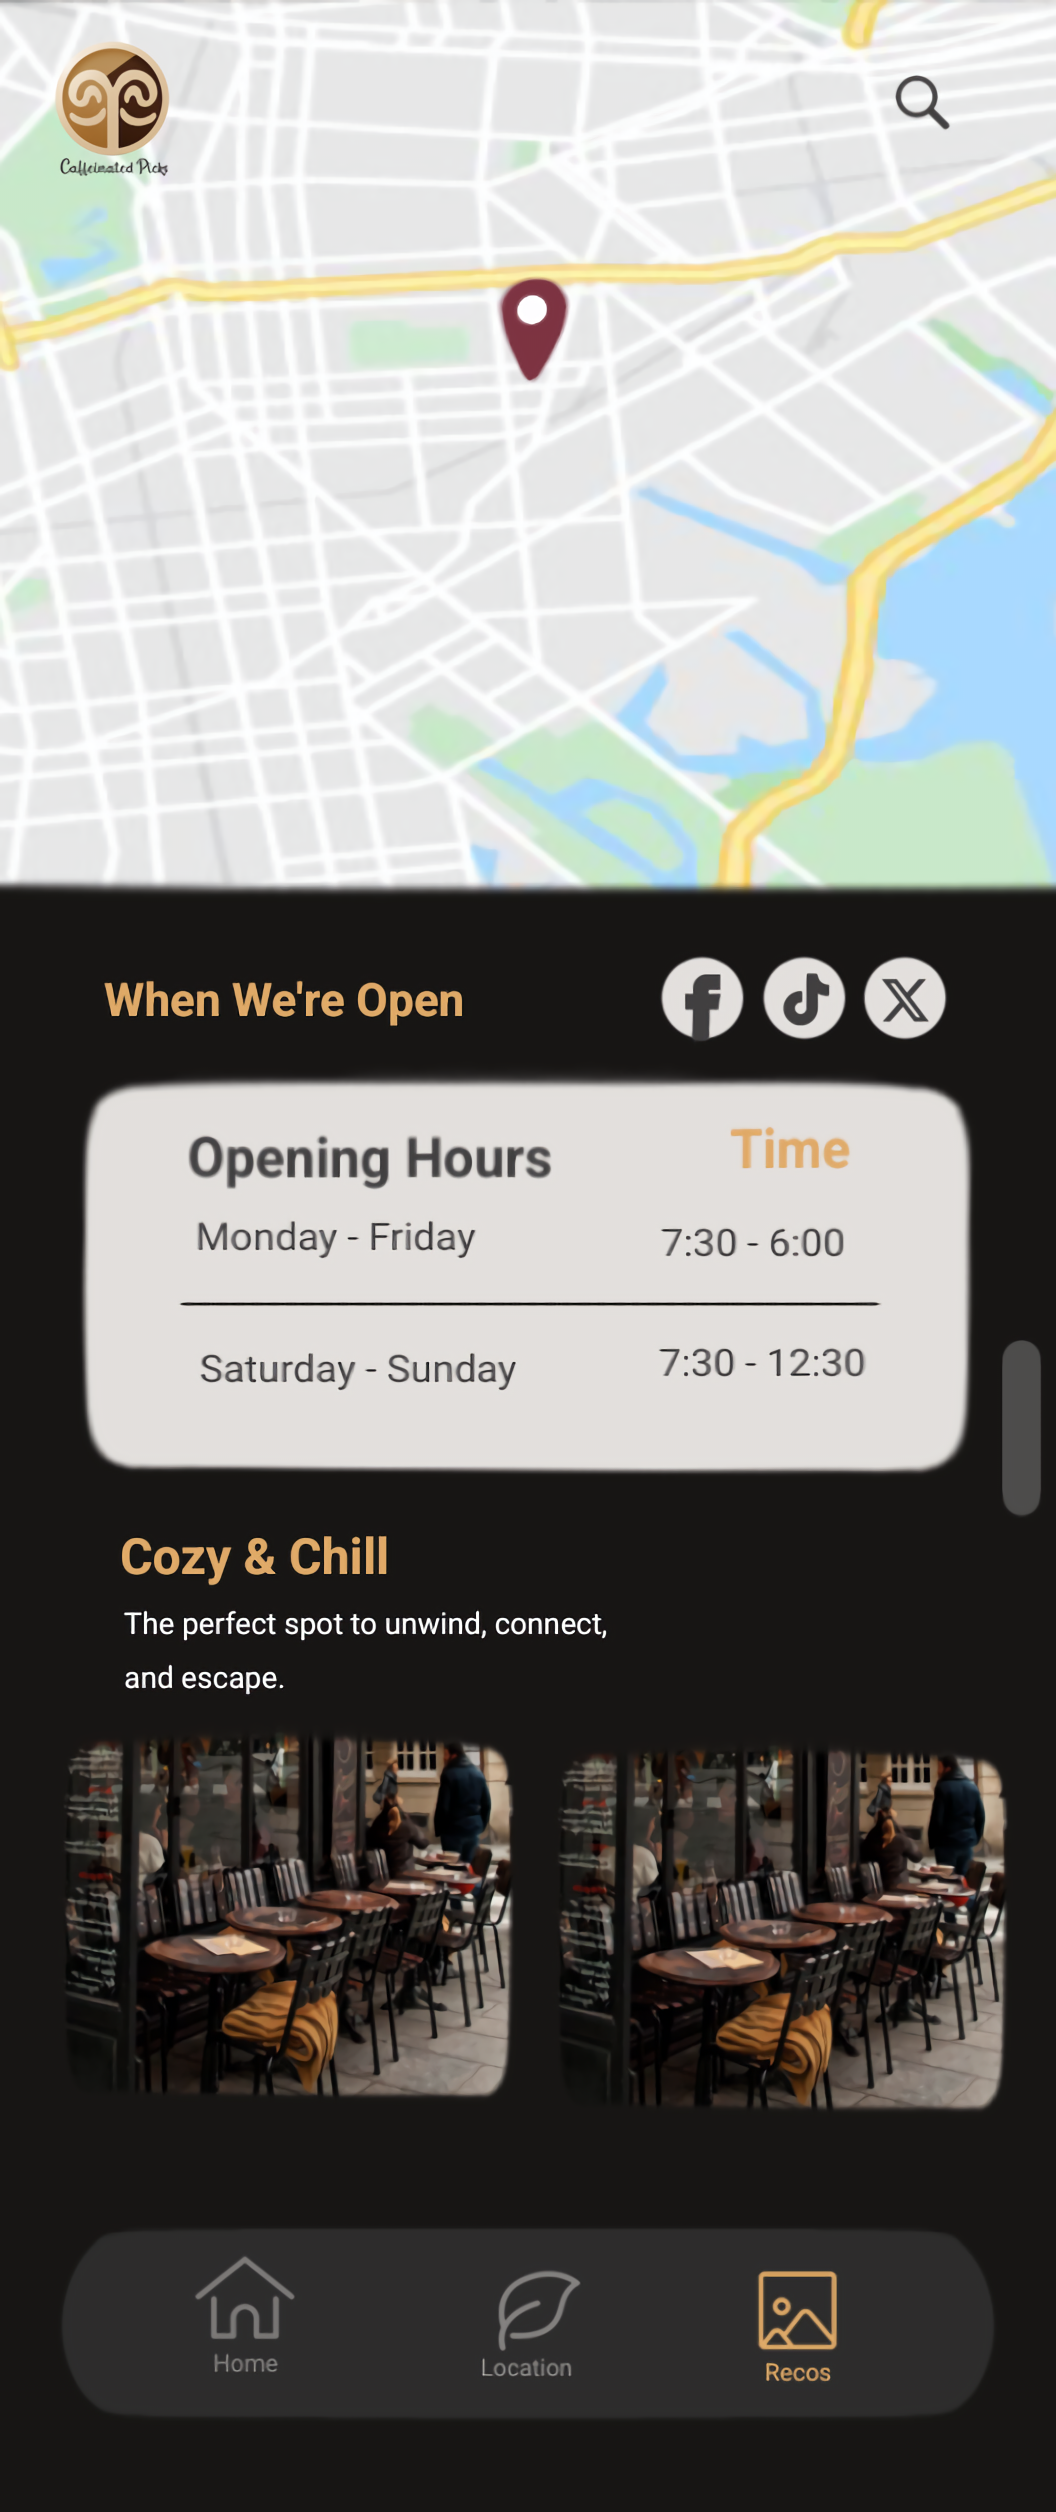 Caffeinated Picks
When We're Open
Opening Hours
Time
Monday - Friday
7:30 - 6:00
Saturday - Sunday
7:30 - 12:30
Cozy & Chill
The perfect spot to unwind, connect,
and escape.
Home
Location
Recos